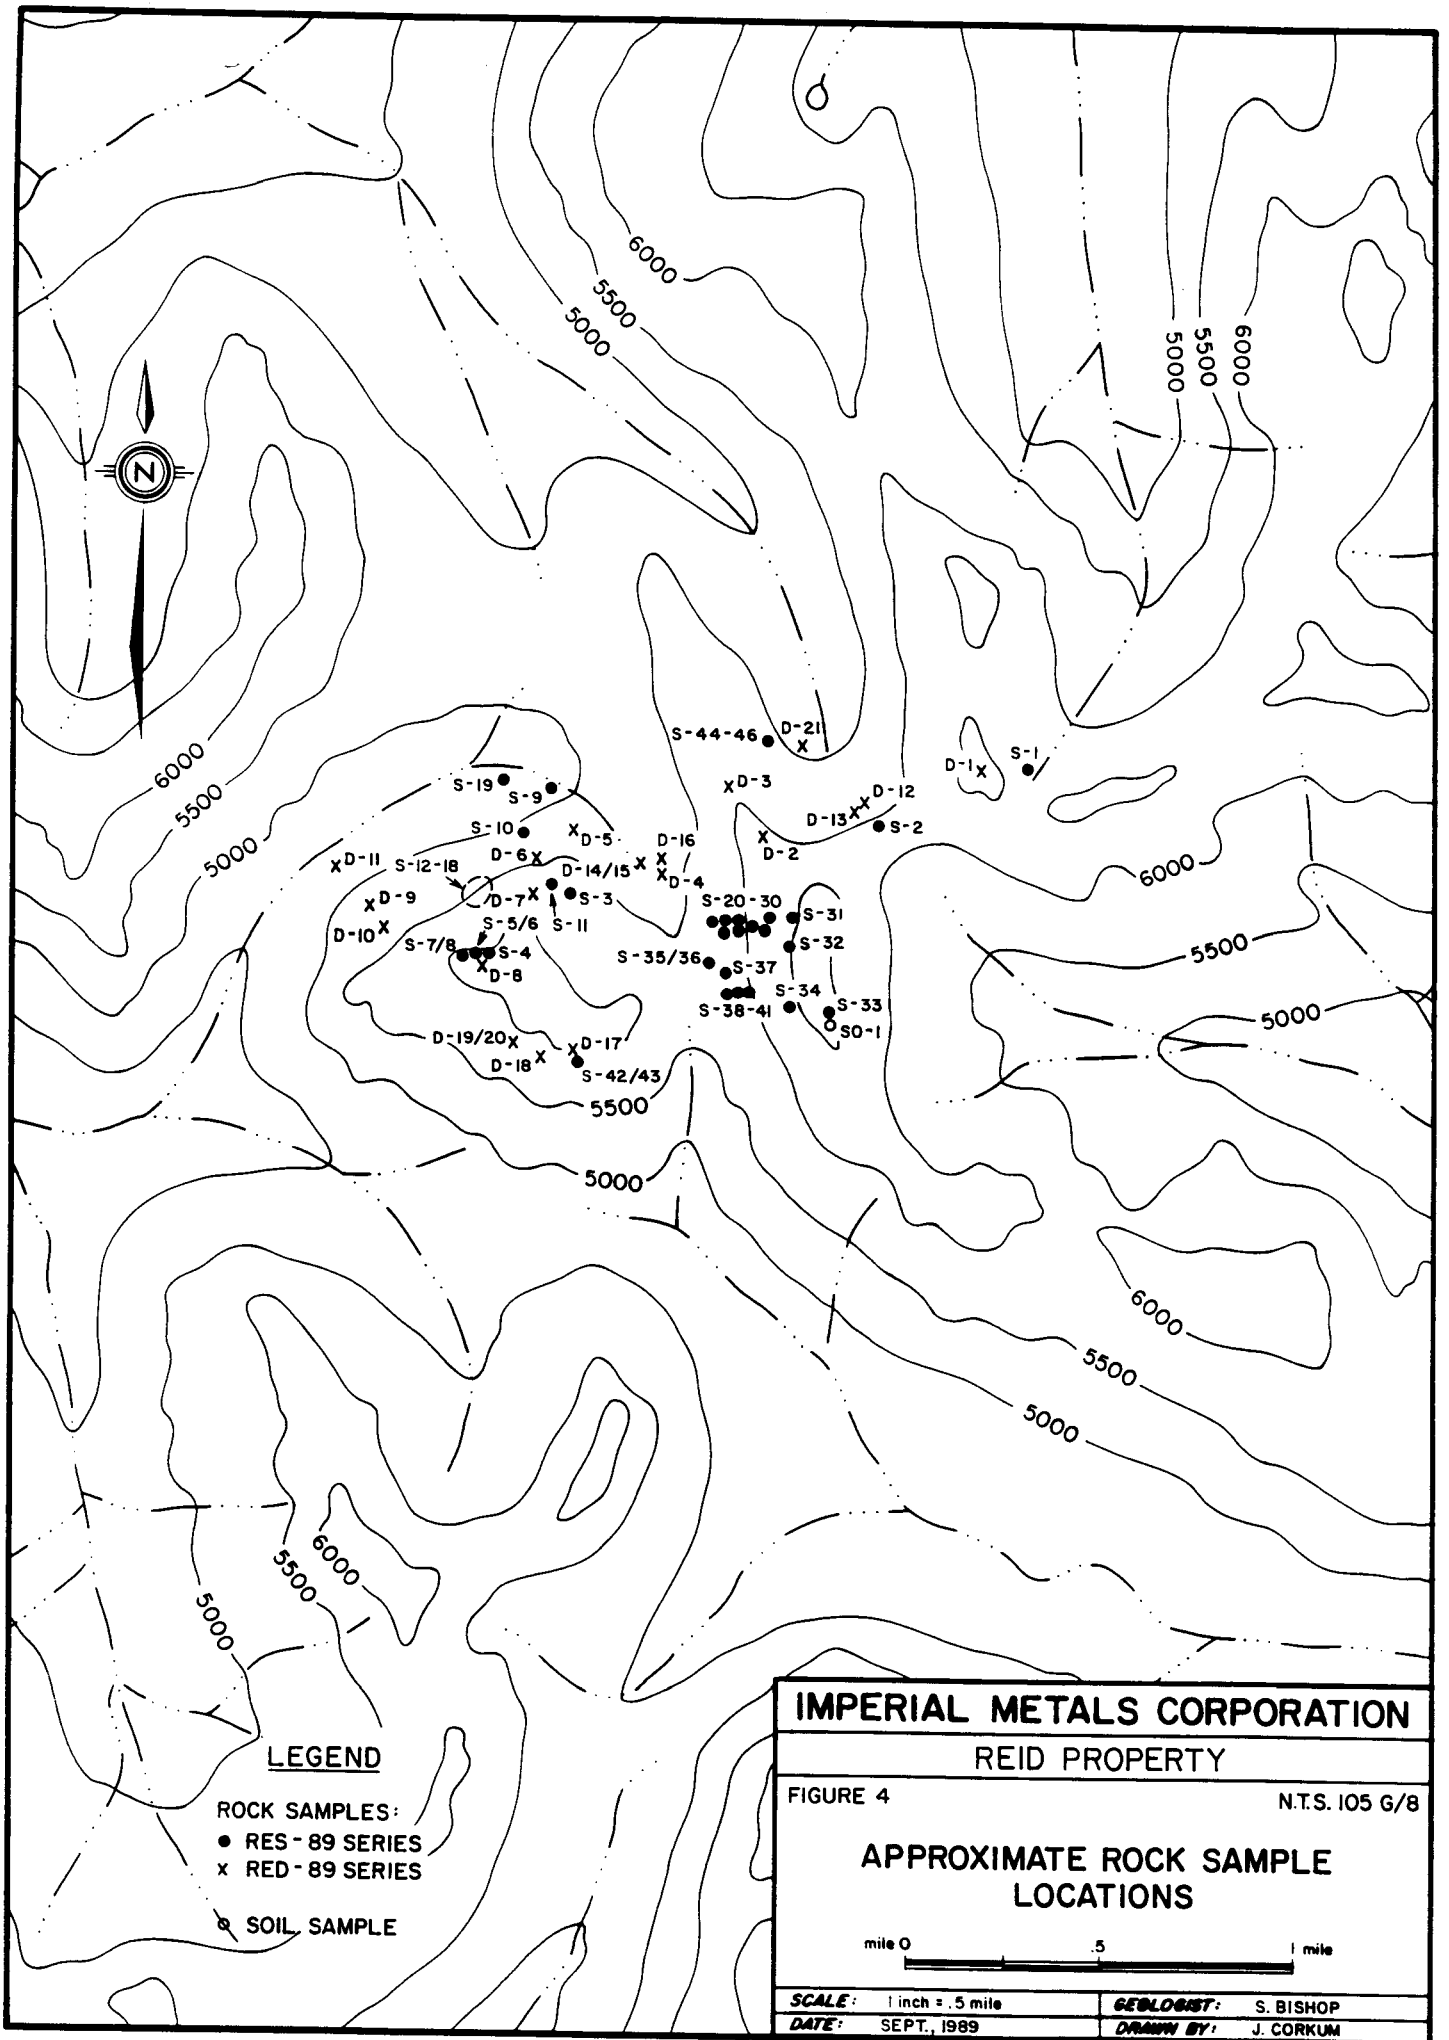 6000
5500
5000
5000
5500
6000
N
6000
5500
5000
S-44-46
D-21
D-3
D-1
S-1
S-19
S-9
D-12
D-13
S-2
S-10
D-5
D-16
D-2
D-11
S-12-18
D-6
D-14/15
D-4
6000
D-9
D-7
S-3
S-11
S-20-30
S-31
D-10
S-5/6
S-7/8
S-4
D-8
S-32
5500
S-35/36
S-37
S-34
S-33
S-38-41
SO-1
5000
D-19/20
D-17
D-18
S-42/43
5500
5000
6000
5500
5000
6000
5500
5000
LEGEND
ROCK SAMPLES:
RES-89 SERIES
x RED-89 SERIES
SOIL SAMPLE
IMPERIAL METALS CORPORATION
REID PROPERTY
FIGURE 4
N.T.S. 105 G/8
APPROXIMATE ROCK SAMPLE
LOCATIONS
mile 0 .5 1 mile
SCALE: 1 inch = .5 mile
GEOLOGIST: S. BISHOP
DATE: SEPT., 1989
DRAWN BY: J. CORKUM